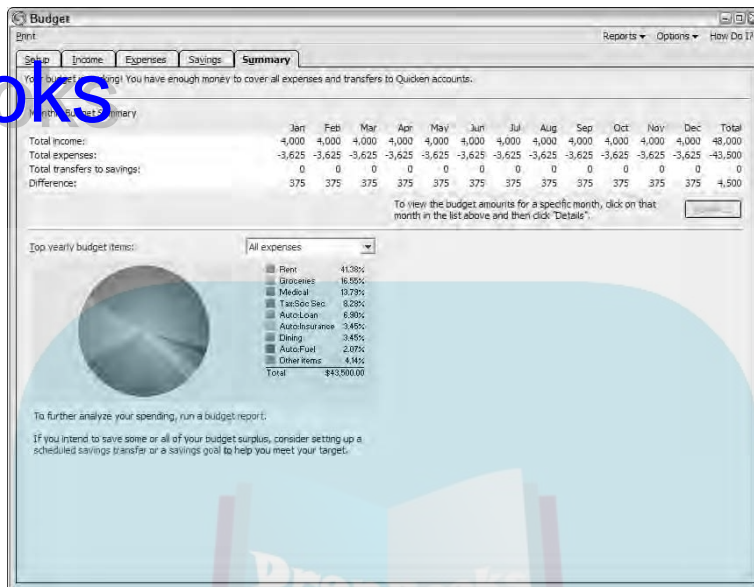 Budget
Print Reports Options How Do I?
Setup Income Expenses Savings Summary
Your budget is working! You have enough money to cover all expenses and transfers to Quicken accounts.
oks
Monthly Budget Summary
Jan Feb Mar Apr May Jun Jul Aug Sep Oct Nov Dec Total
Total income: 4,000 4,000 4,000 4,000 4,000 4,000 4,000 4,000 4,000 4,000 4,000 4,000 48,000
Total expenses: -3,625 -3,625 -3,625 -3,625 -3,625 -3,625 -3,625 -3,625 -3,625 -3,625 -3,625 -3,625 -43,500
Total transfers to savings: 0 0 0 0 0 0 0 0 0 0 0 0 0
Difference: 375 375 375 375 375 375 375 375 375 375 375 375 4,500
To view the budget amounts for a specific month, click on that
month in the list above and then click "Details".
Top yearly budget items: All expenses
Rent 41.38%
Groceries 16.55%
Medical 13.79%
Tax:Soc Sec 8.28%
Auto:Loan 6.90%
Auto:Insurance 3.45%
Dining 3.45%
Auto:Fuel 2.07%
Other items 4.14%
Total $43,500.00
To further analyze your spending, run a budget report.
If you intend to save some or all of your budget surplus, consider setting up a
scheduled savings transfer or a savings goal to help you meet your target.